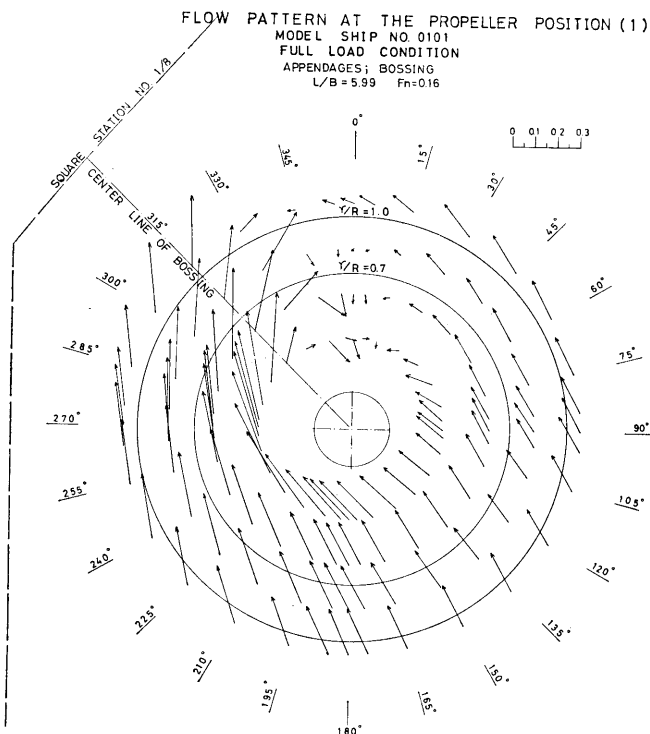 FLOW PATTERN AT THE PROPELLER POSITION (1)
MODEL SHIP NO. 0101
FULL LOAD CONDITION
APPENDAGES; BOSSING
L/B = 5.99 Fn=0.16
SQUARE STATION NO. 1/8
CENTER LINE OF BOSSING
0 0.1 0.2 0.3
0°
15°
30°
45°
60°
75°
90°
105°
120°
135°
150°
165°
180°
195°
210°
225°
240°
255°
270°
285°
300°
315°
330°
345°
r/R = 1.0
r/R = 0.7